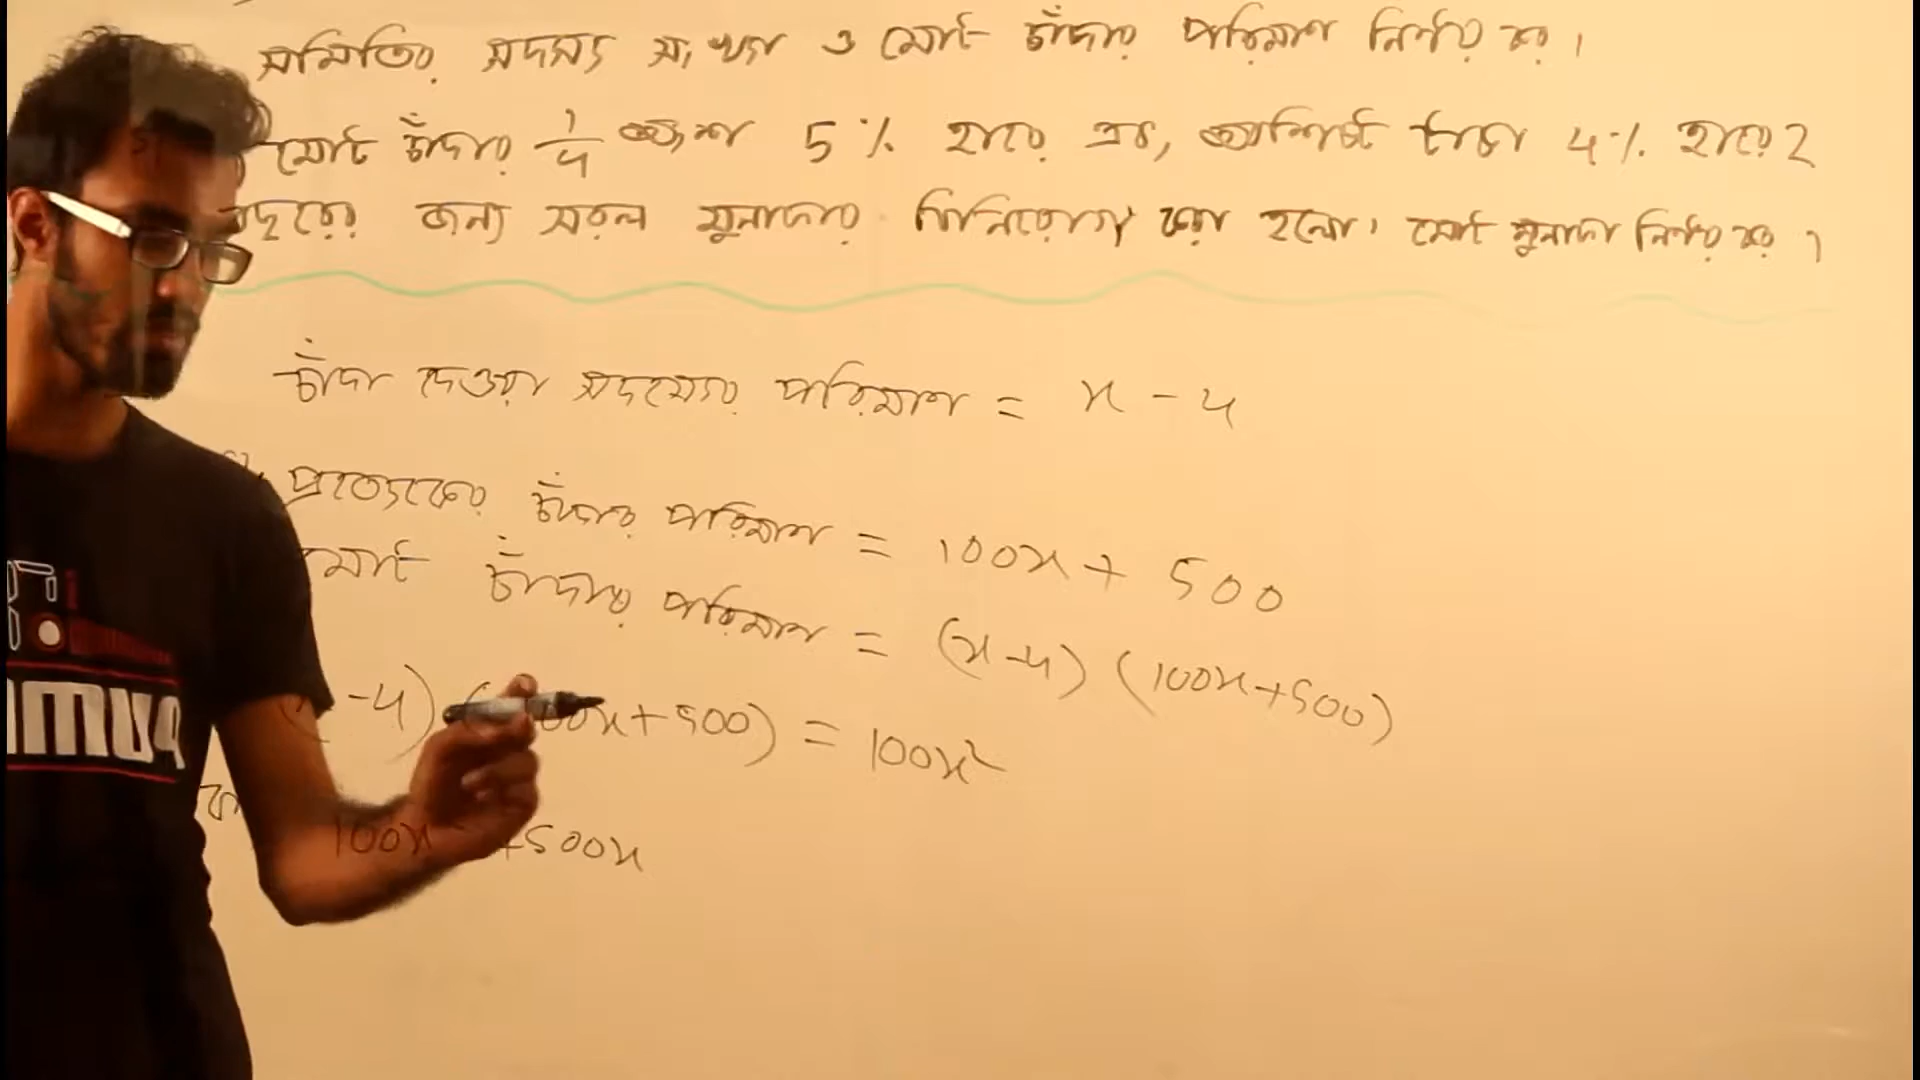 সমিতির সদস্য সংখ্যা ও মোট চাঁদার পরিমাণ নির্ণয় কর।
মোট চাঁদার 1/4 অংশ 5% হারে এবং, অবশিষ্ট টাকা 4% হারে 2
বছরের জন্য সরল মুনাফায় বিনিয়োগ করা হলো। মোট মুনাফা নির্ণয় কর।
চাঁদা দেওয়া সদস্যের পরিমাণ = x - 4
প্রত্যেকের চাঁদার পরিমাণ = 100x + 500
মোট চাঁদার পরিমাণ = (x-4) (100x+500)
-4) ( 00x+500) = 100x²
100x +500x